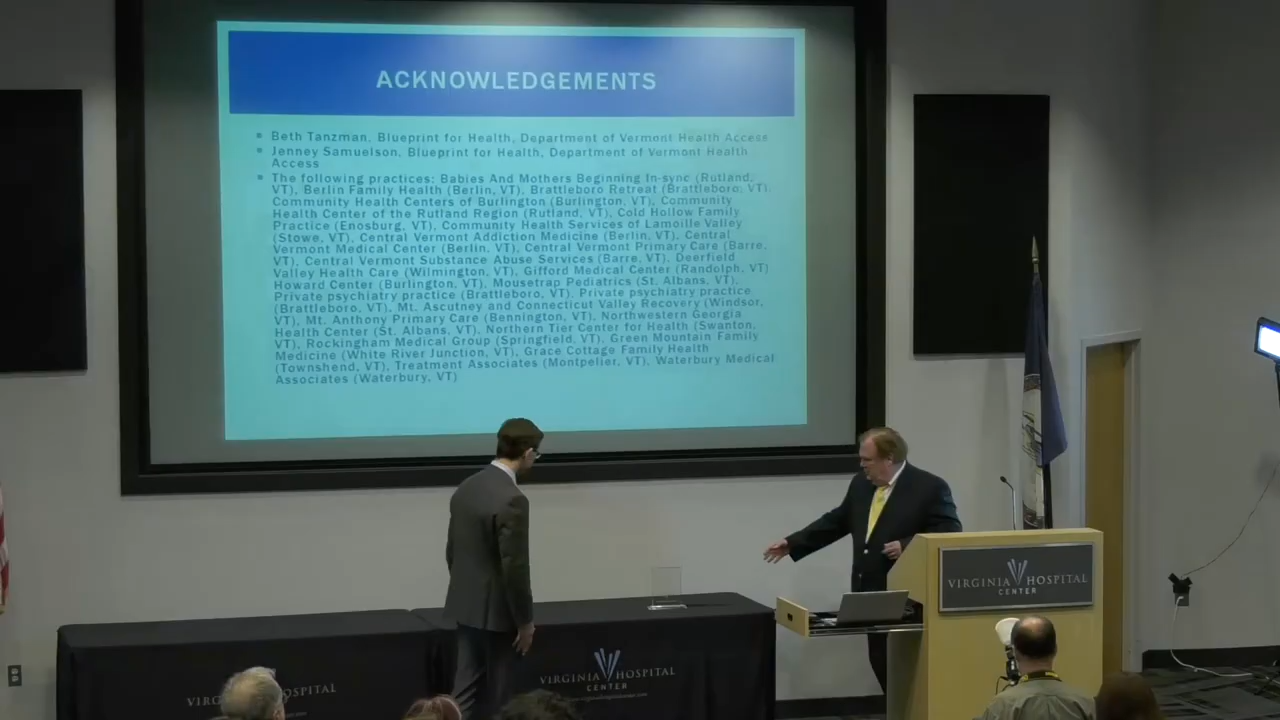 ACKNOWLEDGEMENTS
Beth Tanzman, Blueprint for Health, Department of Vermont Health Access
Jenney Samuelson, Blueprint for Health, Department of Vermont Health
Access
The following practices: Babies And Mothers Beginning In-sync (Rutland,
VT), Berlin Family Health (Berlin, VT), Brattleboro Retreat (Brattleboro, VT),
Community Health Centers of Burlington (Burlington, VT), Community
Health Center of the Rutland Region (Rutland, VT), Cold Hollow Family
Practice (Enosburg, VT), Community Health Services of Lamoille Valley
(Stowe, VT), Central Vermont Addiction Medicine (Berlin, VT), Central
Vermont Medical Center (Berlin, VT), Central Vermont Primary Care (Barre,
VT), Central Vermont Substance Abuse Services (Barre, VT), Deerfield
Valley Health Care (Wilmington, VT), Gifford Medical Center (Randolph, VT)
Howard Center (Burlington, VT), Mousetrap Pediatrics (St. Albans, VT),
Private psychiatry practice (Brattleboro, VT), Private psychiatry practice
(Brattleboro, VT), Mt. Ascutney and Connecticut Valley Recovery (Windsor,
VT), Mt. Anthony Primary Care (Bennington, VT), Northwestern Georgia
Health Center (St. Albans, VT), Northern Tier Center for Health (Swanton,
VT), Rockingham Medical Group (Springfield, VT), Green Mountain Family
Medicine (White River Junction, VT), Grace Cottage Family Health
(Townshend, VT), Treatment Associates (Montpelier, VT), Waterbury Medical
Associates (Waterbury, VT)
VIRGINIA HOSPITAL
CENTER
VIRGINIA HOSPITAL
CENTER
HOSPITAL